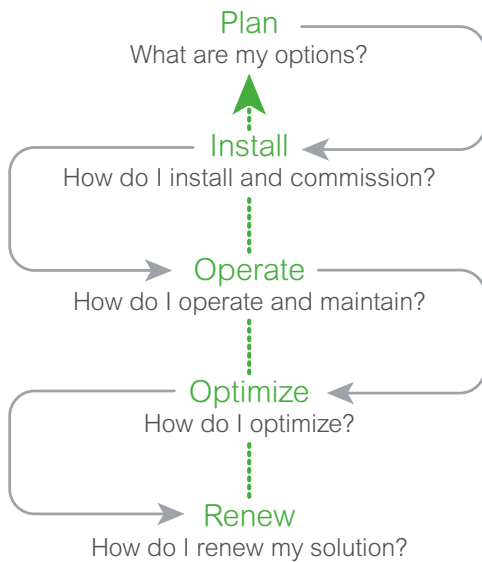 Plan
What are my options?
Install
How do I install and commission?
Operate
How do I operate and maintain?
Optimize
How do I optimize?
Renew
How do I renew my solution?